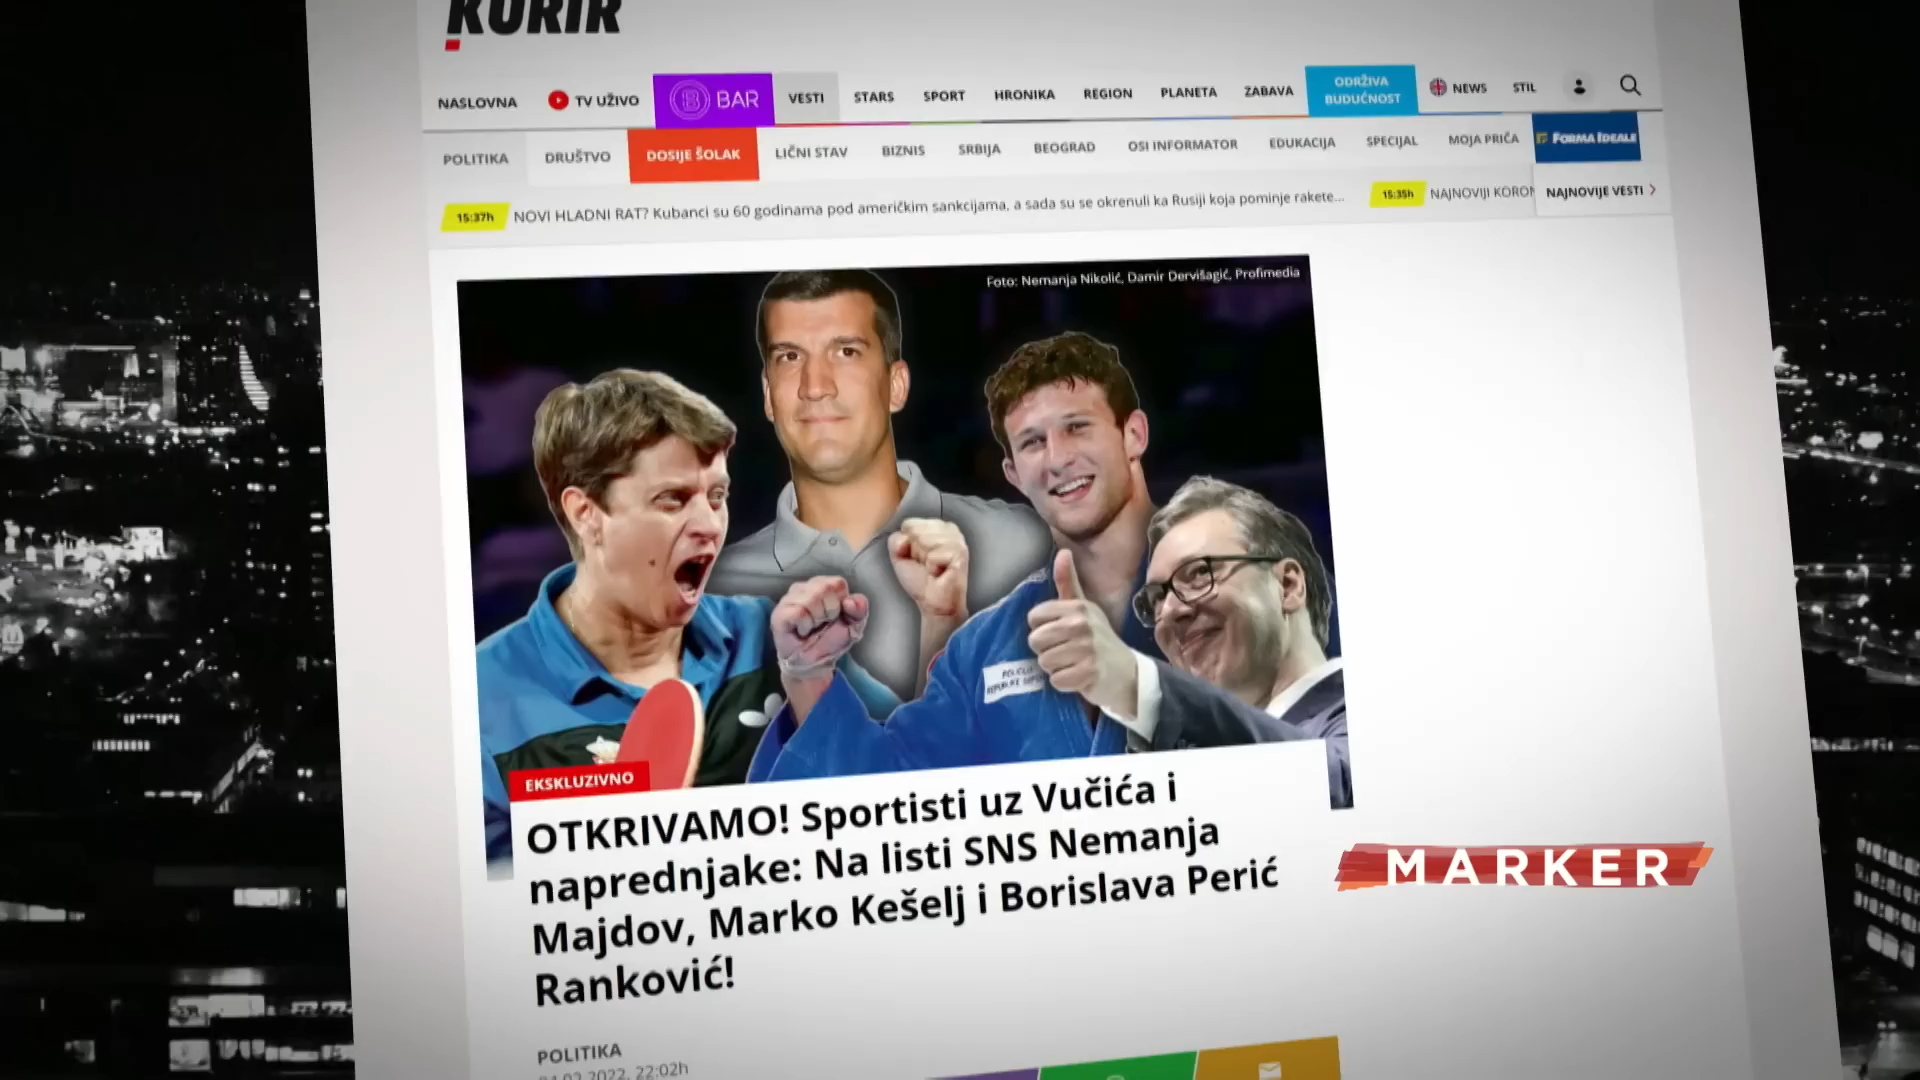 KURIR
NASLOVNA TV UŽIVO BAR VESTI STARS SPORT HRONIKA REGION PLANETA ZABAVA ODRŽIVA BUDUĆNOST NEWS STIL
POLITIKA DRUŠTVO DOSIJE ŠOLAK LIČNI STAV BIZNIS SRBIJA BEOGRAD OSI INFORMATOR EDUKACIJA SPECIJAL MOJA PRIČA FORMA IDEALE
15:37h NOVI HLADNI RAT? Kubanci su 60 godinama pod američkim sankcijama, a sada su se okrenuli ka Rusiji koja pominje rakete... 15:35h NAJNOVIJI KORON NAJNOVIJE VESTI
Foto: Nemanja Nikolić, Damir Dervišagić, Profimedia
EKSKLUZIVNO
OTKRIVAMO! Sportisti uz Vučića i
naprednjake: Na listi SNS Nemanja
Majdov, Marko Kešelj i Borislava Perić
Ranković!
MARKER
POLITIKA
2022, 22:02h